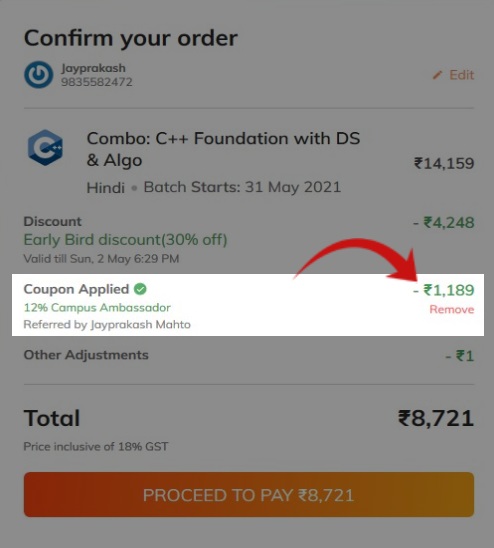 Confirm your order
Jayprakash
9835582472
Edit
Combo: C++ Foundation with DS
& Algo
₹14,159
Hindi • Batch Starts: 31 May 2021
Discount
- ₹4,248
Early Bird discount(30% off)
Valid till Sun, 2 May 6:29 PM
Coupon Applied
- ₹1,189
12% Campus Ambassador
Remove
Referred by Jayprakash Mahto
Other Adjustments
- ₹1
Total
₹8,721
Price inclusive of 18% GST
PROCEED TO PAY ₹8,721